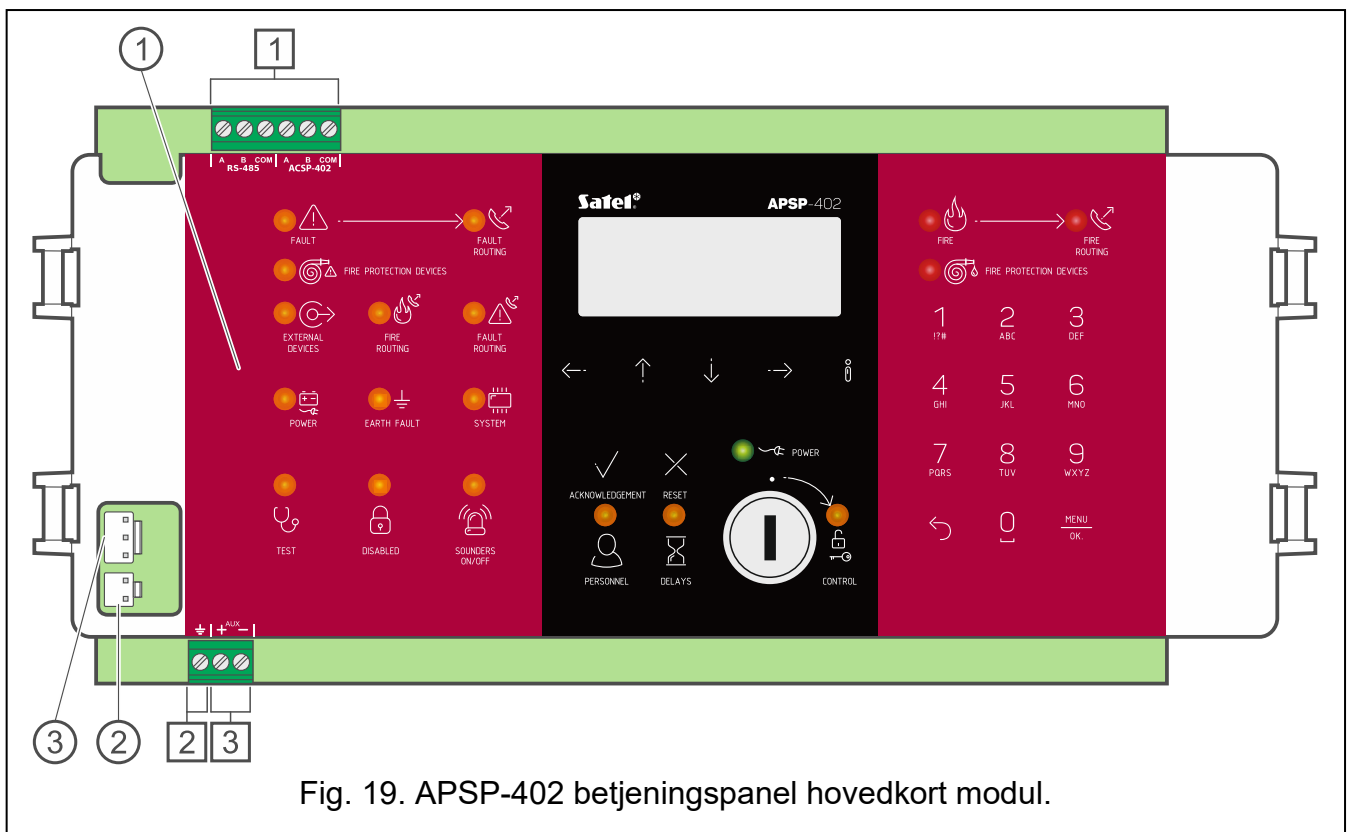 1 1
A B COM A B COM
RS-485 ACSP-402
Satel® APSP-402
FAULT FAULT ROUTING
FIRE PROTECTION DEVICES
EXTERNAL DEVICES FIRE ROUTING FAULT ROUTING
POWER EARTH FAULT SYSTEM
TEST DISABLED SOUNDERS ON/OFF
i
POWER
ACKNOWLEDGEMENT RESET
PERSONNEL DELAYS CONTROL
FIRE FIRE ROUTING
FIRE PROTECTION DEVICES
1 2 3
!?# ABC DEF
4 5 6
GHI JKL MNO
7 8 9
PQRS TUV WXYZ
0 MENU
OK.
+ AUX −
3 2 2 3
Fig. 19. APSP-402 betjeningspanel hovedkort modul.